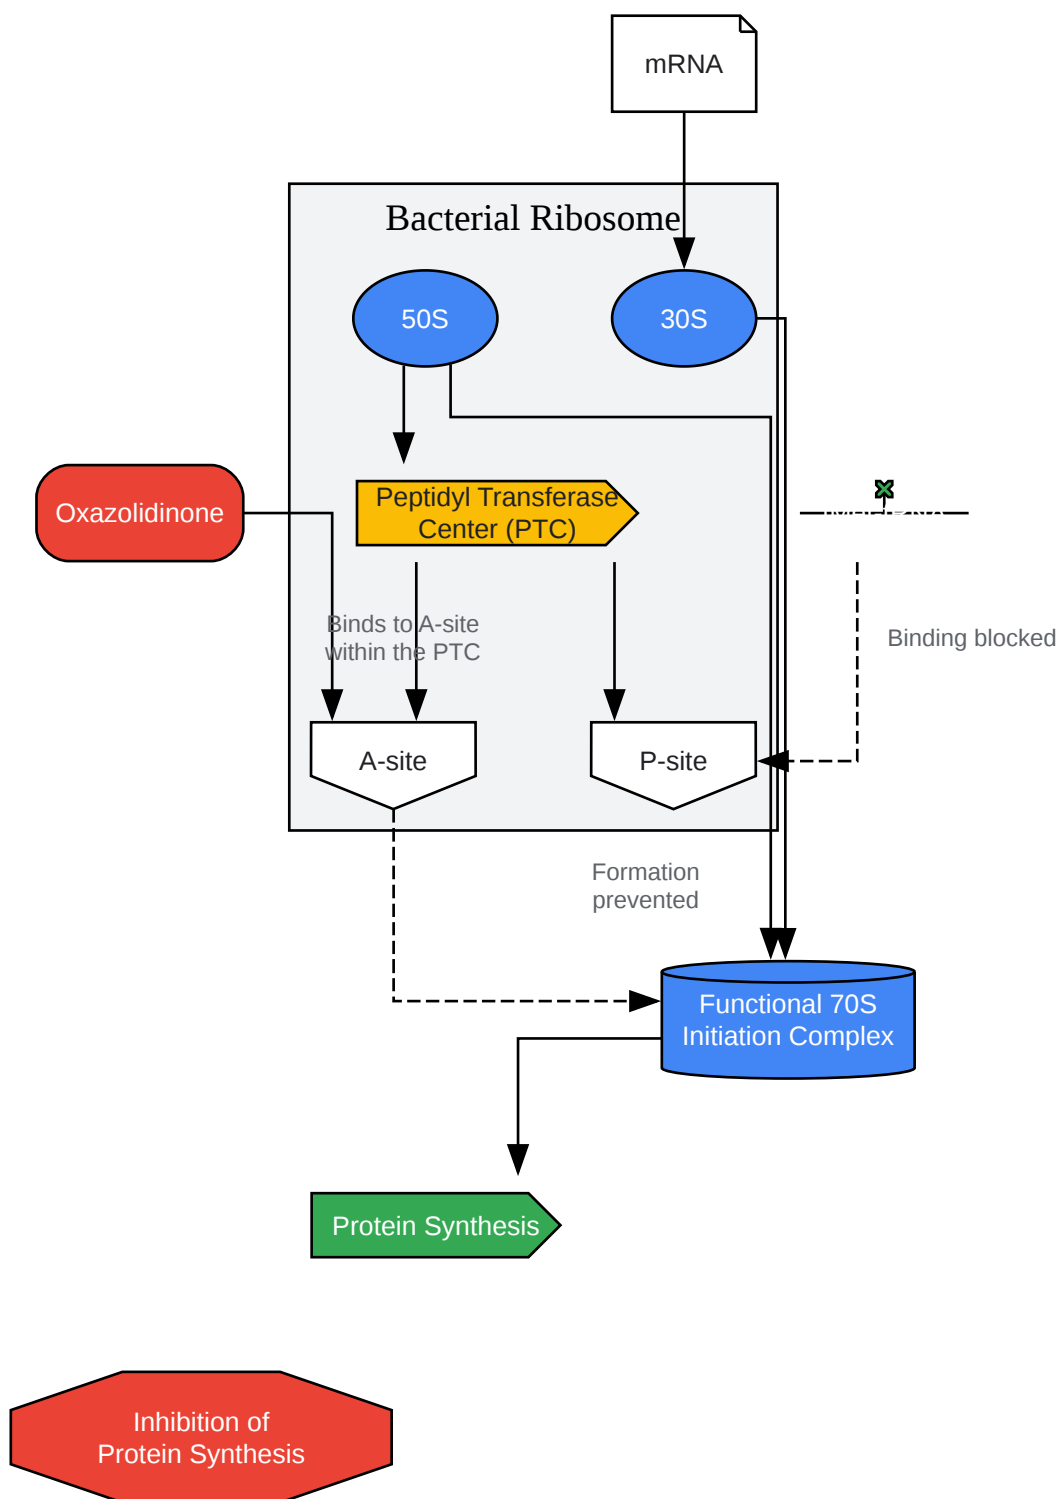 mRNA
Bacterial Ribosome
50S
30S
Oxazolidinone
Peptidyl Transferase
Center (PTC)
Binds to A-site
within the PTC
Binding blocked
A-site
P-site
Formation
prevented
Functional 70S
Initiation Complex
Protein Synthesis
Inhibition of
Protein Synthesis